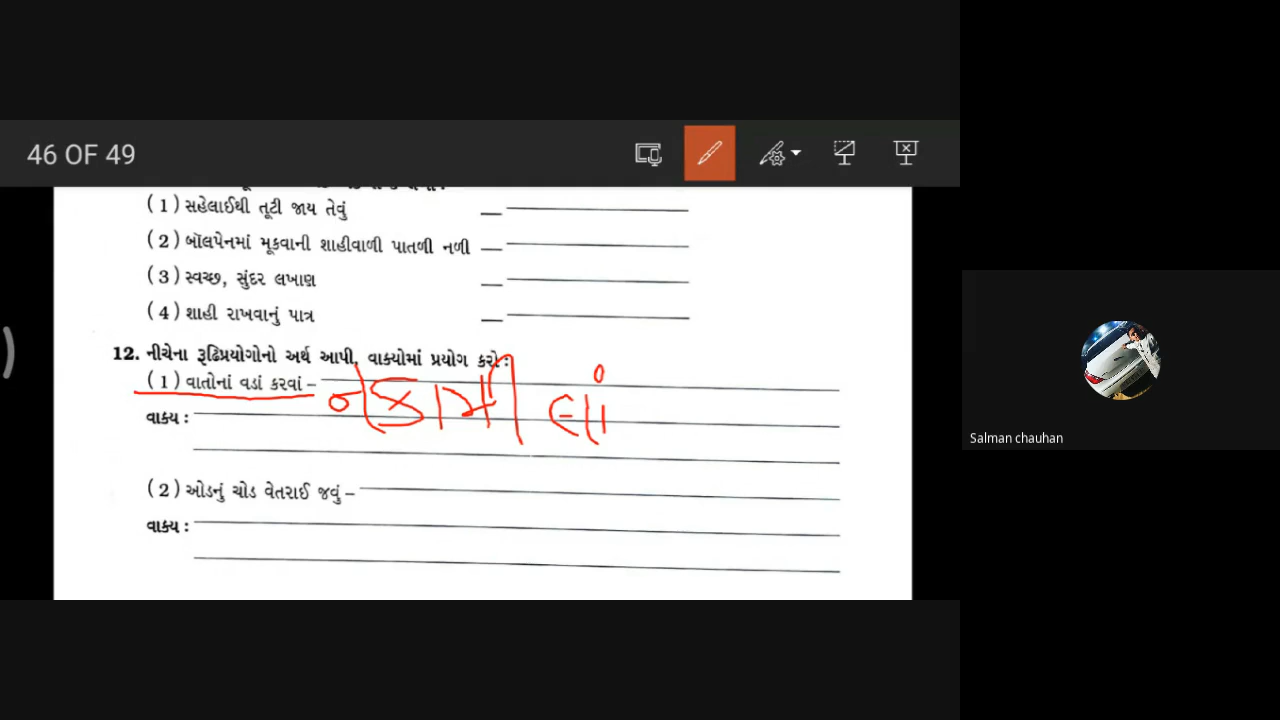 46 OF 49
(1) સહેલાઈથી તૂટી જાય તેવું
(2) બૉલપેનમાં મૂકવાની શાહીવાળી પાતળી નળી
(3) સ્વચ્છ, સુંદર લખાણ
(4) શાહી રાખવાનું પાત્ર
12. નીચેના રૂઢિપ્રયોગોનો અર્થ આપી, વાક્યોમાં પ્રયોગ કરો :
(1) વાતોનાં વડાં કરવાં – નકામી
વાક્ય :
(2) ઓડનું ચોડ વેતરાઈ જવું –
વાક્ય :
Salman chauhan